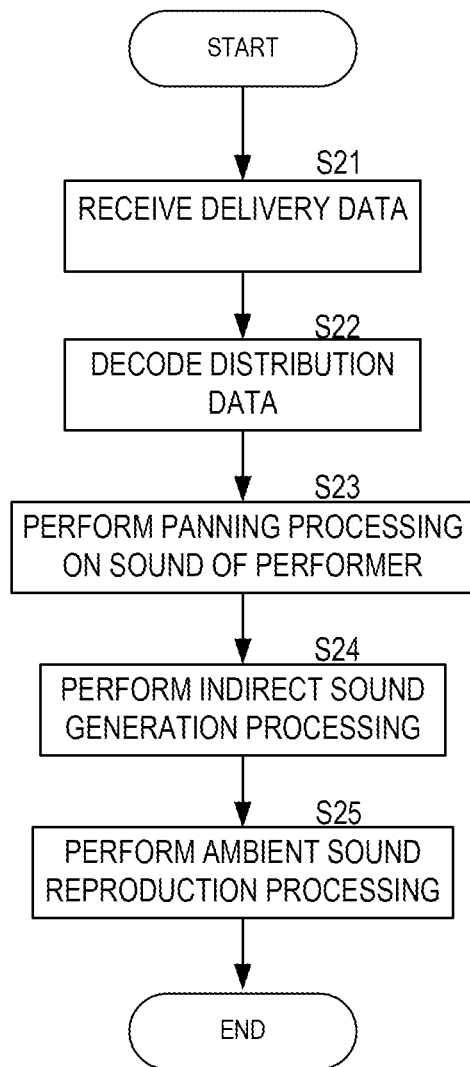 START
S21
RECEIVE DELIVERY DATA
S22
DECODE DISTRIBUTION
DATA
S23
PERFORM PANNING PROCESSING
ON SOUND OF PERFORMER
S24
PERFORM INDIRECT SOUND
GENERATION PROCESSING
S25
PERFORM AMBIENT SOUND
REPRODUCTION PROCESSING
END